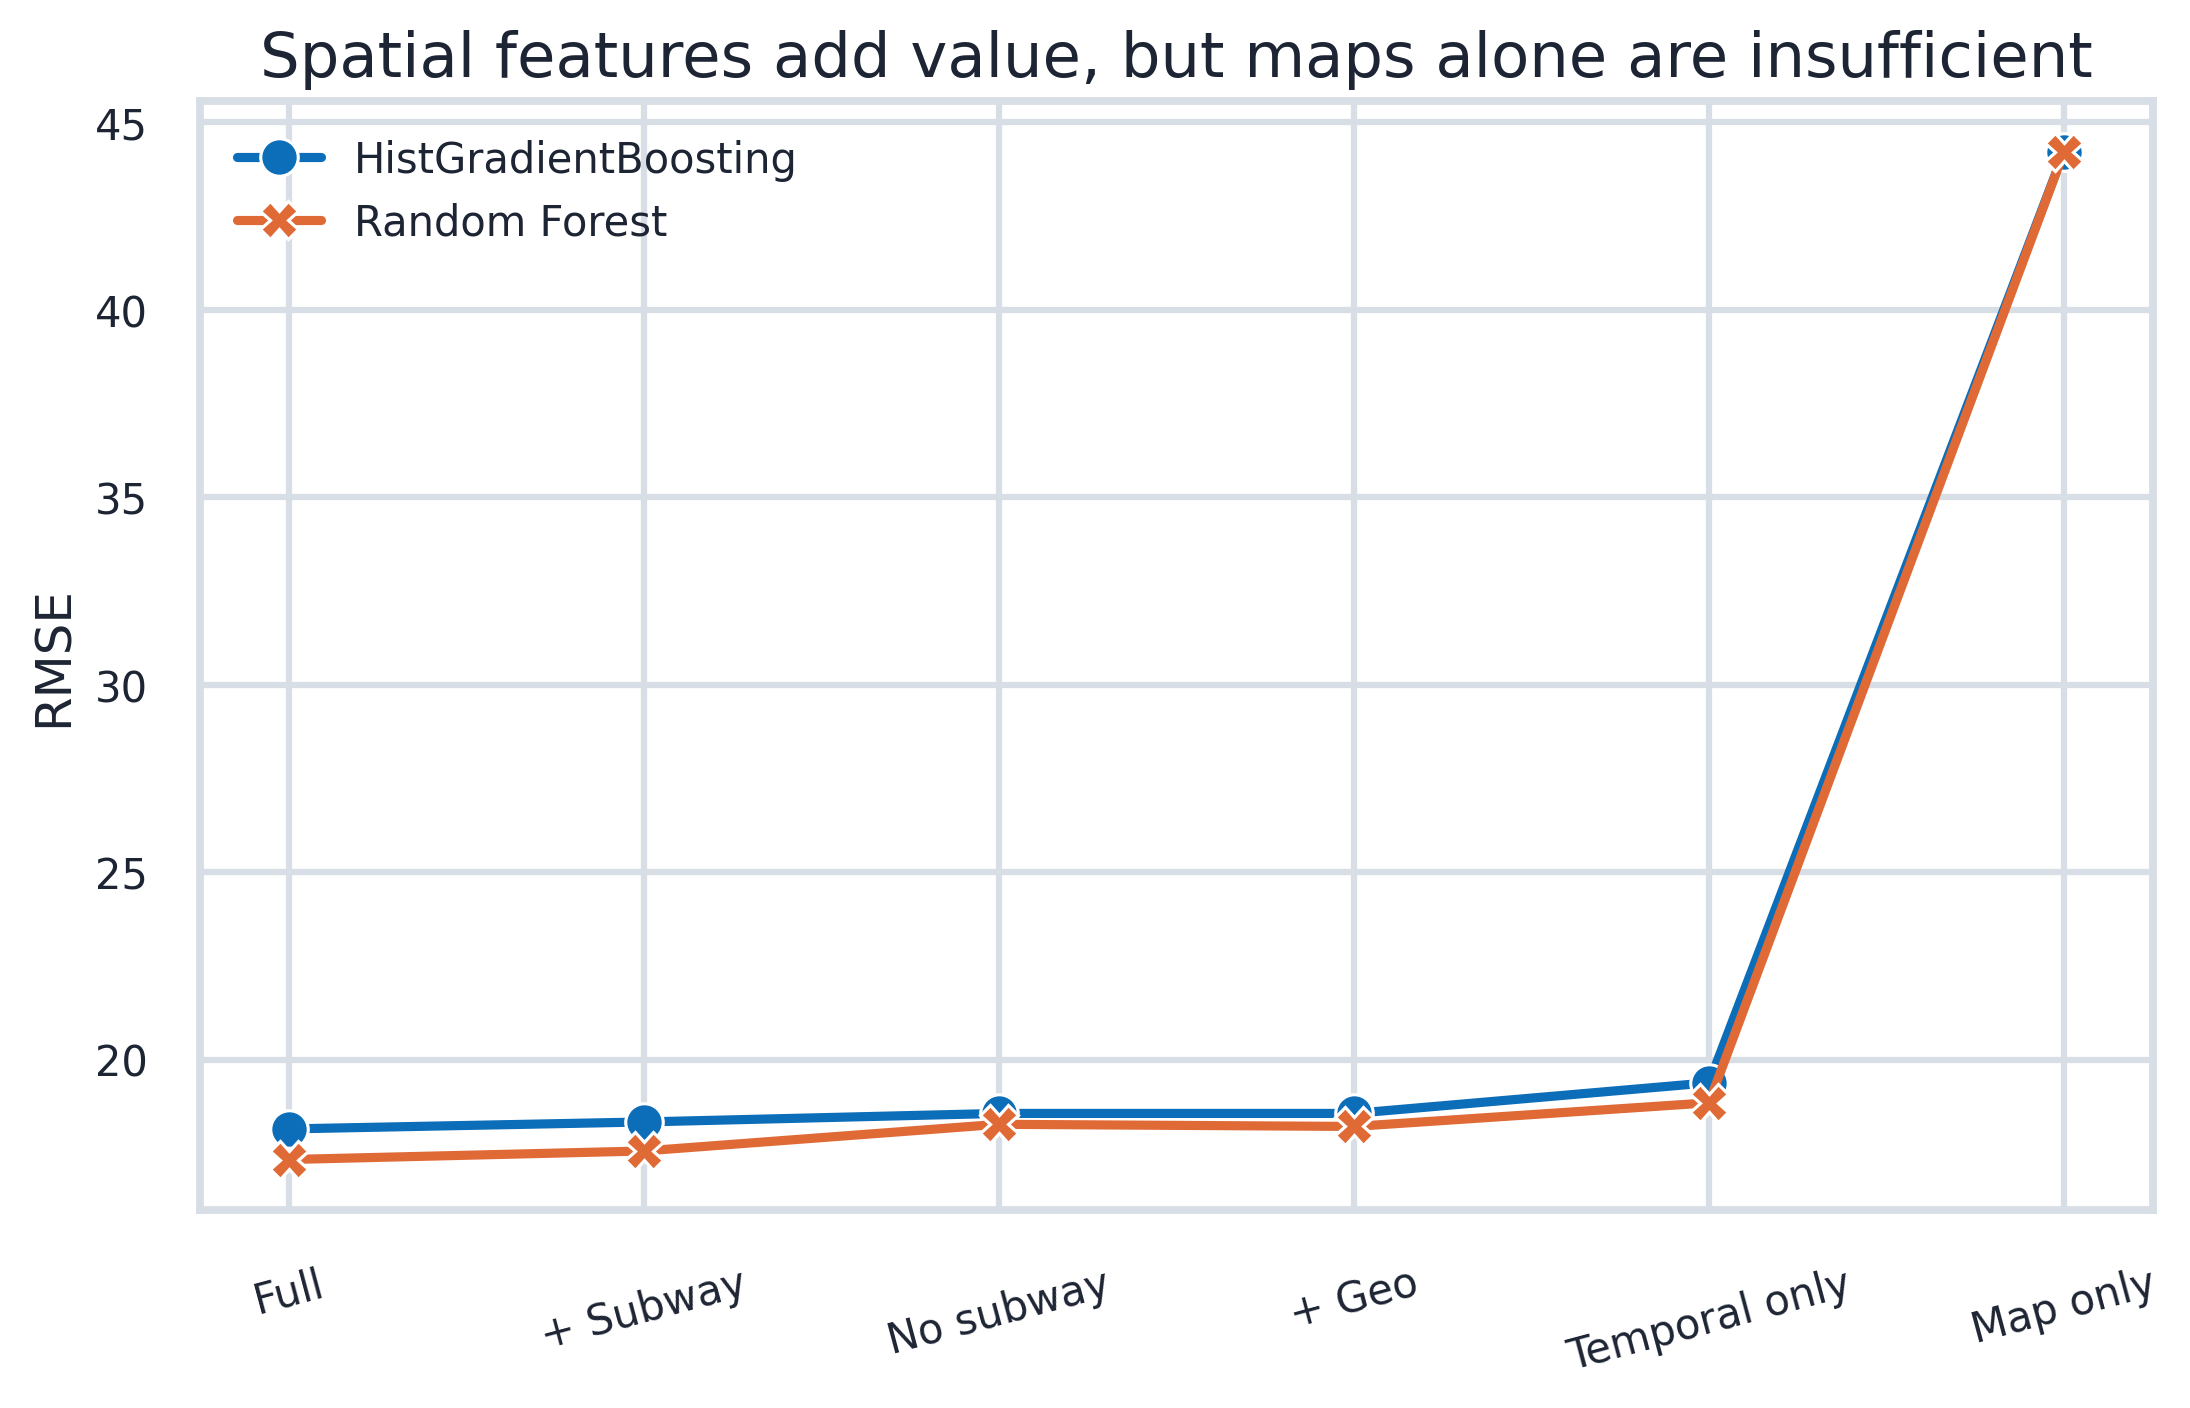 Spatial features add value, but maps alone are insufficient
HistGradientBoosting
Random Forest
45
40
35
30
25
20
RMSE
Full
+ Subway
No subway
+ Geo
Temporal only
Map only